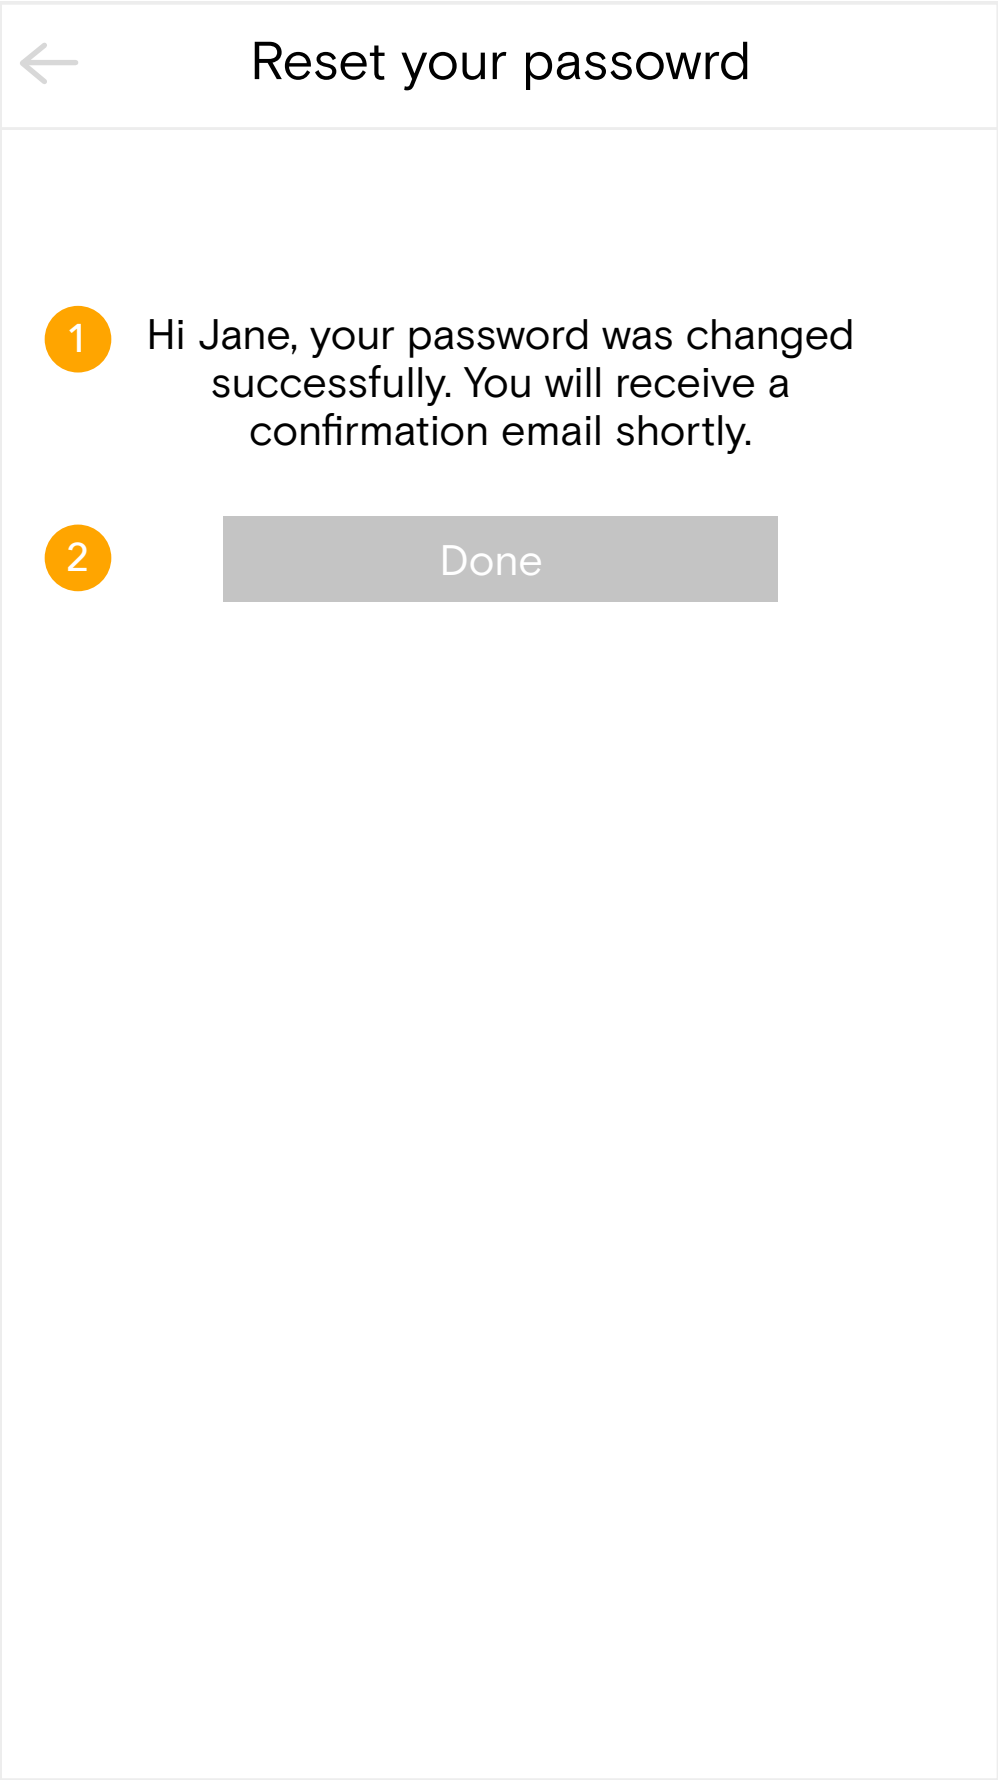 Reset your passowrd
1
Hi Jane, your password was changed
successfully. You will receive a
confirmation email shortly.
2
Done